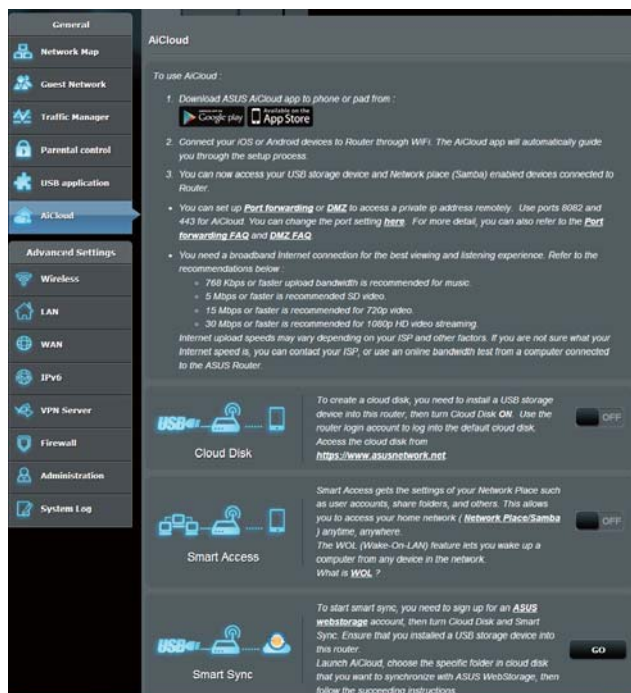 General
Network Map
Guest Network
Traffic Manager
Parental control
USB application
AiCloud
Advanced Settings
Wireless
LAN
WAN
IPv6
VPN Server
Firewall
Administration
System Log
AiCloud
To use AiCloud :
1. Download ASUS AiCloud app to phone or pad from :
Google play
Available on the
App Store
2. Connect your iOS or Android devices to Router through WiFi. The AiCloud app will automatically guide
you through the setup process.
3. You can now access your USB storage device and Network place (Samba) enabled devices connected to
Router.
• You can set up Port forwarding or DMZ to access a private ip address remotely. Use ports 8082 and
443 for AiCloud. You can change the port setting here. For more detail, you can also refer to the Port
forwarding FAQ and DMZ FAQ.
• You need a broadband Internet connection for the best viewing and listening experience. Refer to the
recommendations below :
768 Kbps or faster upload bandwidth is recommended for music.
5 Mbps or faster is recommended SD video.
15 Mbps or faster is recommended for 720p video.
30 Mbps or faster is recommended for 1080p HD video streaming.
Internet upload speeds may vary depending on your ISP and other factors. If you are not sure what your
Internet speed is, you can contact your ISP, or use an online bandwidth test from a computer connected
to the ASUS Router.
USB
Cloud Disk
To create a cloud disk, you need to install a USB storage
device into this router, then turn Cloud Disk ON. Use the
router login account to log into the default cloud disk.
Access the cloud disk from
https://www.asusnetwork.net.
OFF
Smart Access
Smart Access gets the settings of your Network Place such
as user accounts, share folders, and others. This allows
you to access your home network ( Network Place/Samba
) anytime, anywhere.
The WOL (Wake-On-LAN) feature lets you wake up a
computer from any device in the network.
What is WOL ?
OFF
USB
Smart Sync
To start smart sync, you need to sign up for an ASUS
webstorage account, then turn Cloud Disk and Smart
Sync. Ensure that you installed a USB storage device into
this router.
Launch AiCloud, choose the specific folder in cloud disk
that you want to synchronize with ASUS WebStorage, then
follow the succeeding instructions.
GO